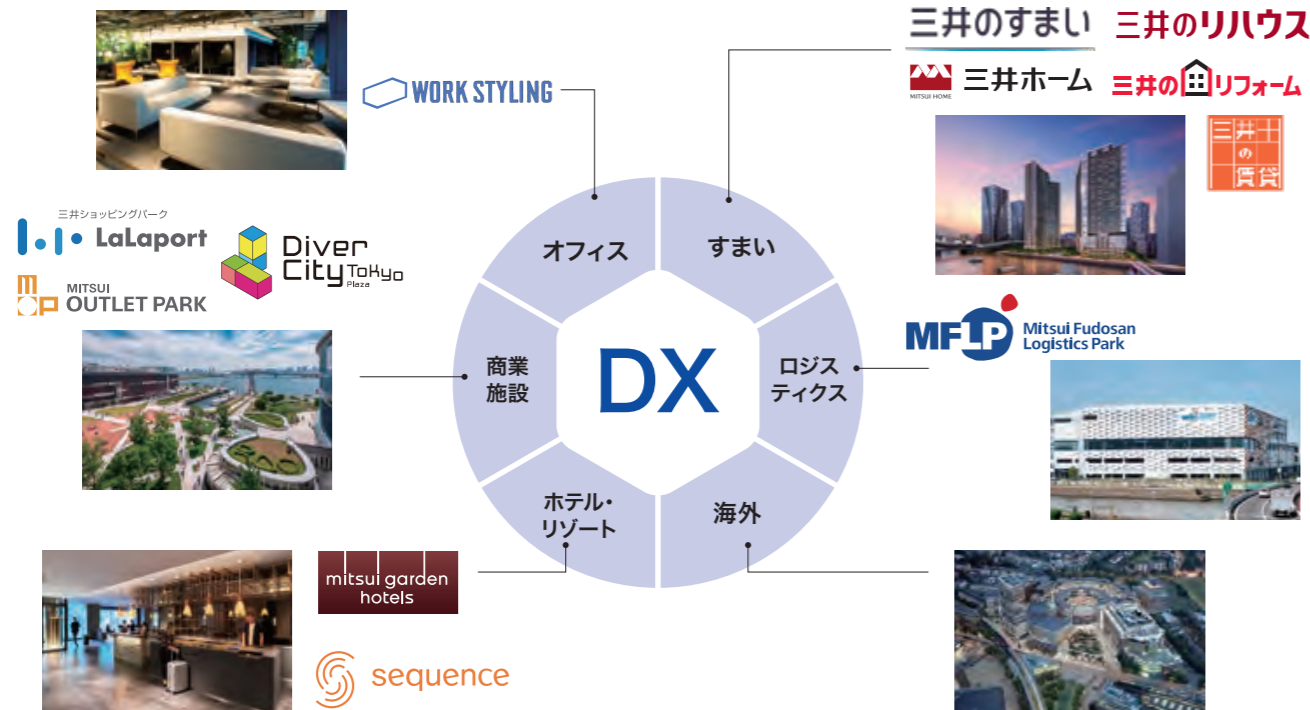 WORK STYLING
三井のすまい
三井のリハウス
MITSUI HOME
三井ホーム
三井のリフォーム
三井の賃貸
三井ショッピングパーク
LaLaport
Diver
City Tokyo
Plaza
MITSUI
OUTLET PARK
オフィス
すまい
MFLP
Mitsui Fudosan
Logistics Park
商業
施設
DX
ロジス
ティクス
ホテル・
リゾート
海外
mitsui garden
hotels
sequence